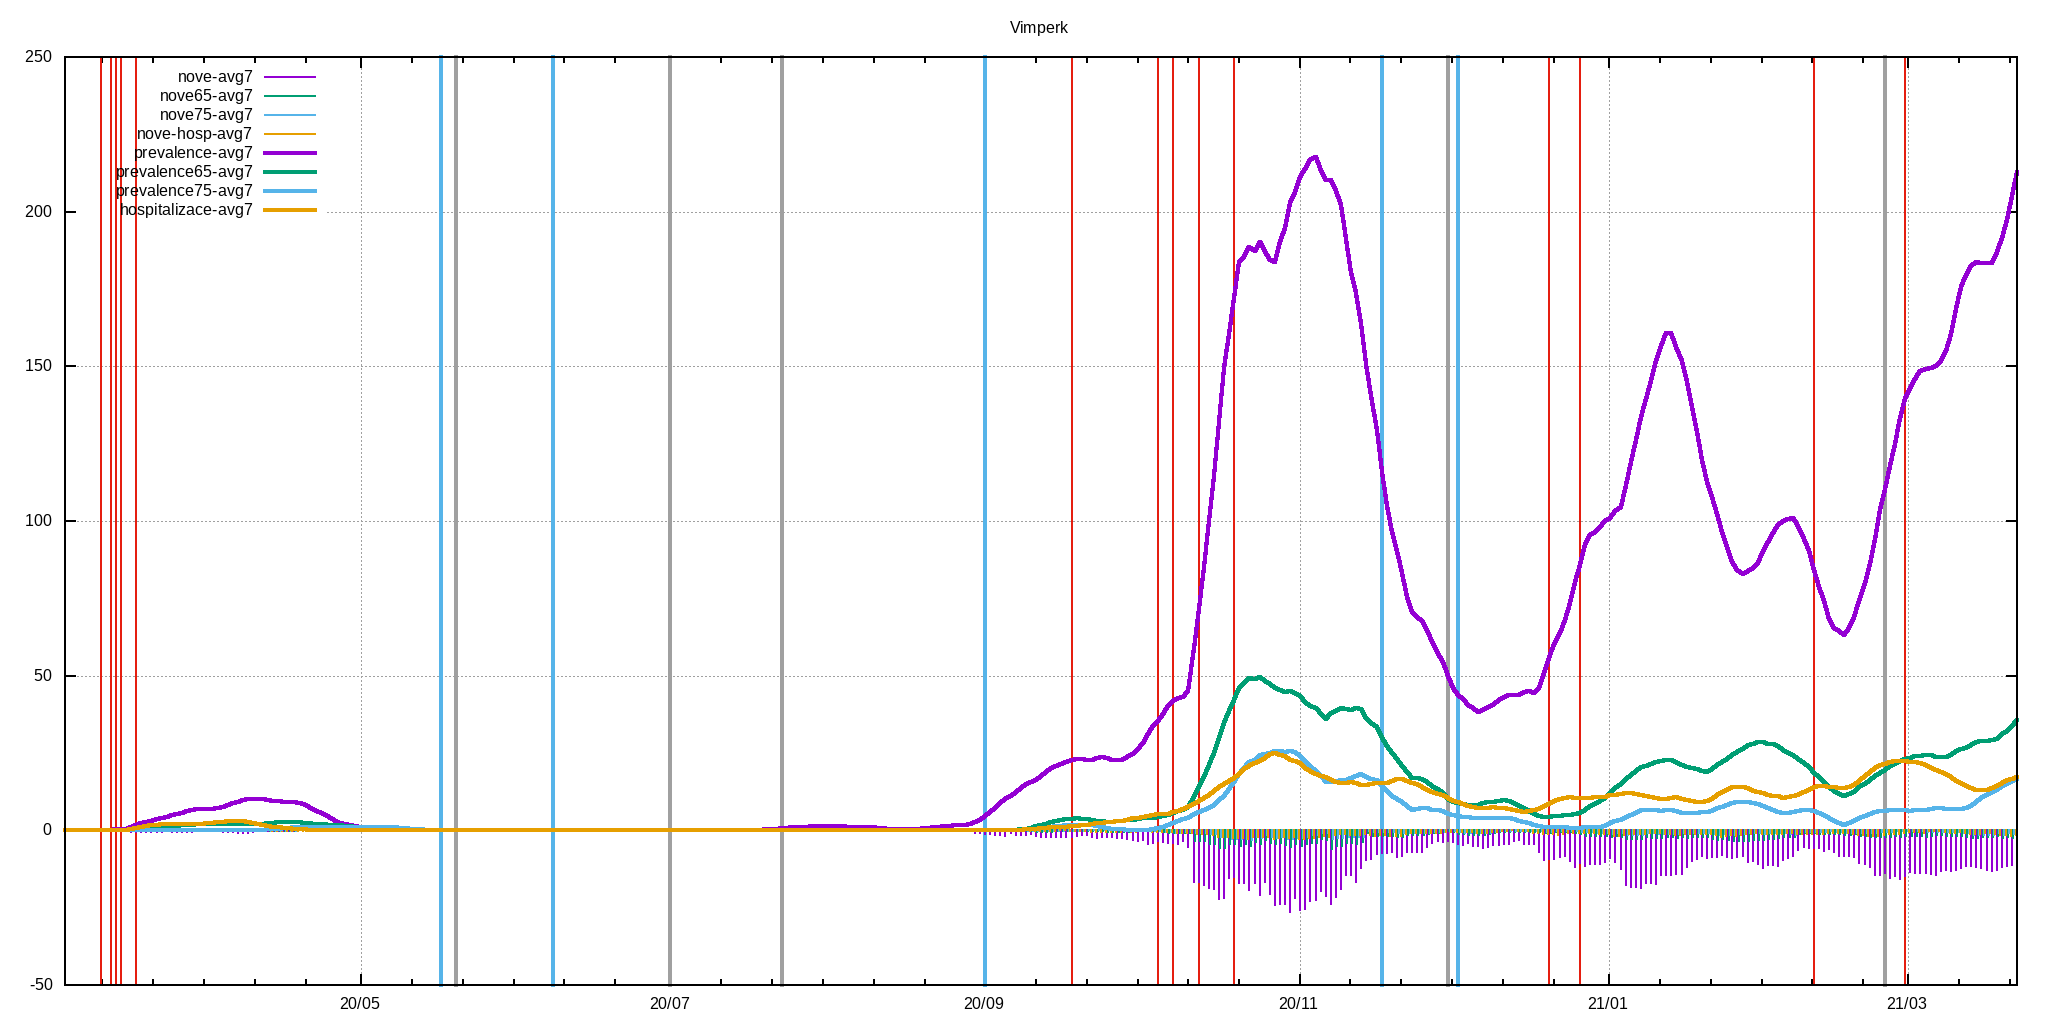 Vimperk
250
200
150
100
50
0
-50
nove-avg7
nove65-avg7
nove75-avg7
nove-hosp-avg7
prevalence-avg7
prevalence65-avg7
prevalence75-avg7
hospitalizace-avg7
20/05
20/07
20/09
20/11
21/01
21/03